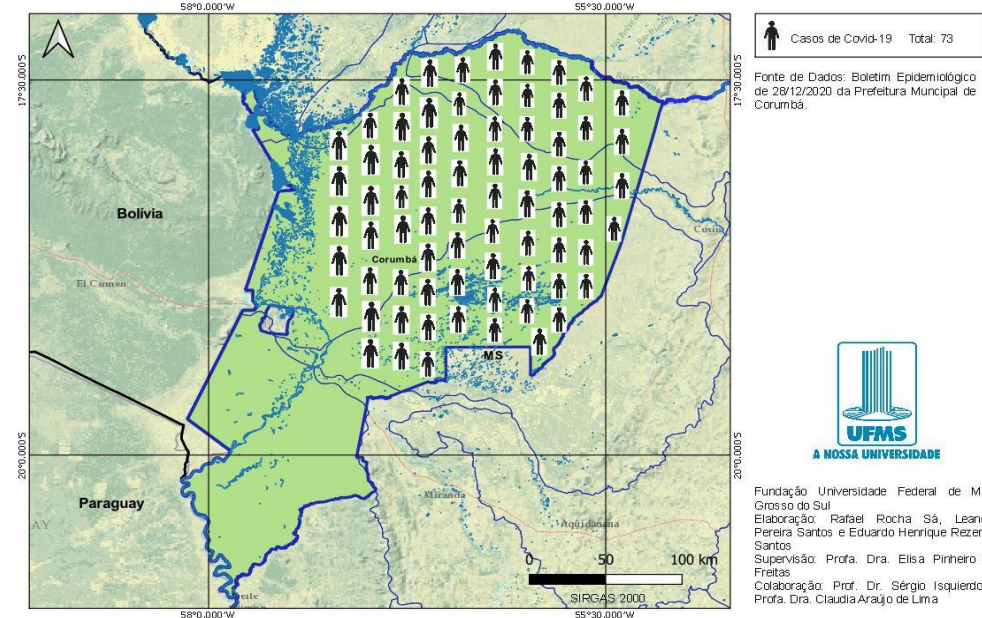 58°0.000'W 55°30.000'W
17°30.000'S
17°30.000'S
Bolívia
El Carmen
Corumbá
Coxim
MS
20°0.000'S
20°0.000'S
Paraguay
AY
Miranda
Aquidauana
0 50 100 km
SIRGAS 2000
58°0.000'W 55°30.000'W
Casos de Covid-19 Total: 73
Fonte de Dados: Boletim Epidemiológico
de 28/12/2020 da Prefeitura Muncipal de
Corumbá.
UFMS
A NOSSA UNIVERSIDADE
Fundação Universidade Federal de M
Grosso do Sul
Elaboração: Rafael Rocha Sá, Lean
Pereira Santos e Eduardo Henrique Rezen
Santos
Supervisão: Profa. Dra. Elisa Pinheiro
Freitas
Colaboração: Prof. Dr. Sérgio Isquierdo
Profa. Dra. Claudia Araújo de Lima